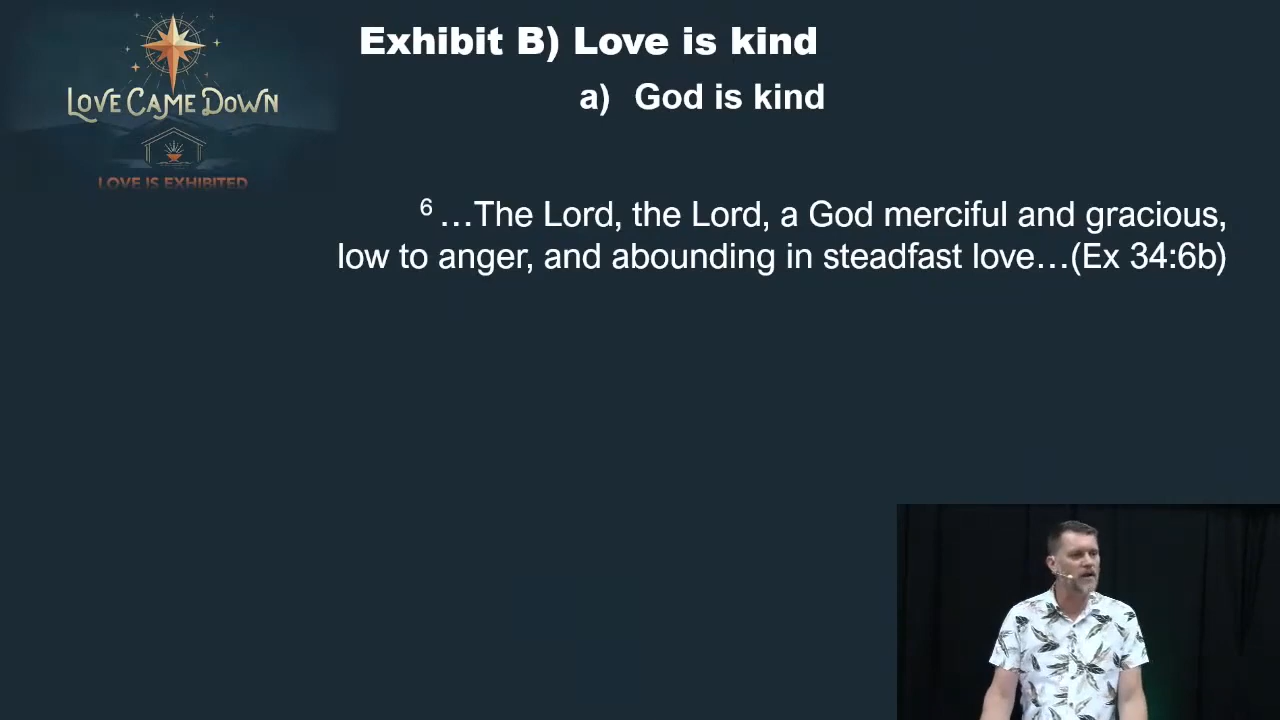 Exhibit B) Love is kind
a) God is kind
LOVE CAME DOWN
LOVE IS EXHIBITED
6 …The Lord, the Lord, a God merciful and gracious,
low to anger, and abounding in steadfast love…(Ex 34:6b)